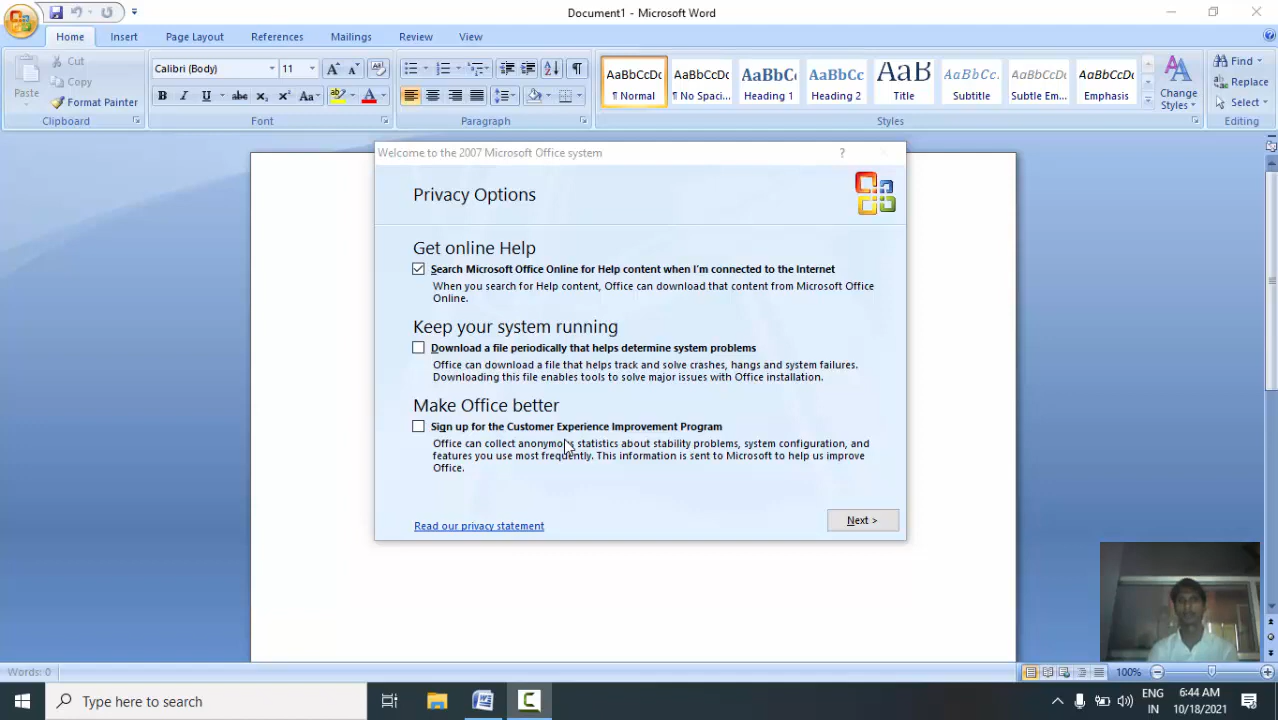 Document1 - Microsoft Word
Home Insert Page Layout References Mailings Review View
Paste
Cut
Copy
Format Painter
Clipboard
Calibri (Body) 11
Font
Paragraph
AaBbCcDc AaBbCcDc AaBbC AaBbCc AaB AaBbCc. AaBbCcDc AaBbCcDc
¶ Normal ¶ No Spaci... Heading 1 Heading 2 Title Subtitle Subtle Em... Emphasis
Styles
Change
Styles
Find
Replace
Select
Editing
Welcome to the 2007 Microsoft Office system
Privacy Options
Get online Help
Search Microsoft Office Online for Help content when I'm connected to the Internet
When you search for Help content, Office can download that content from Microsoft Office
Online.
Keep your system running
Download a file periodically that helps determine system problems
Office can download a file that helps track and solve crashes, hangs and system failures.
Downloading this file enables tools to solve major issues with Office installation.
Make Office better
Sign up for the Customer Experience Improvement Program
Office can collect anonymous statistics about stability problems, system configuration, and
features you use most frequently. This information is sent to Microsoft to help us improve
Office.
Read our privacy statement
Next >
Words: 0
100%
Type here to search
ENG
IN
6:44 AM
10/18/2021